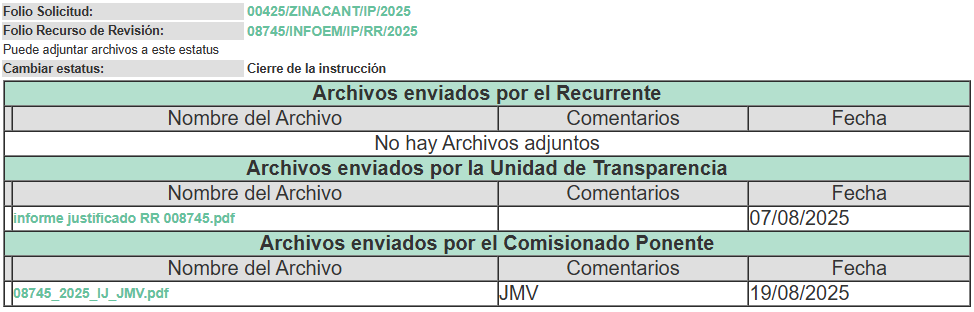 Folio Solicitud: 00425/ZINACANT/IP/2025
Folio Recurso de Revisión: 08745/INFOEM/IP/RR/2025
Puede adjuntar archivos a este estatus
Cambiar estatus: Cierre de la instrucción
Archivos enviados por el Recurrente
Nombre del Archivo Comentarios Fecha
No hay Archivos adjuntos
Archivos enviados por la Unidad de Transparencia
Nombre del Archivo Comentarios Fecha
informe justificado RR 008745.pdf 07/08/2025
Archivos enviados por el Comisionado Ponente
Nombre del Archivo Comentarios Fecha
08745_2025_IJ_JMV.pdf JMV 19/08/2025